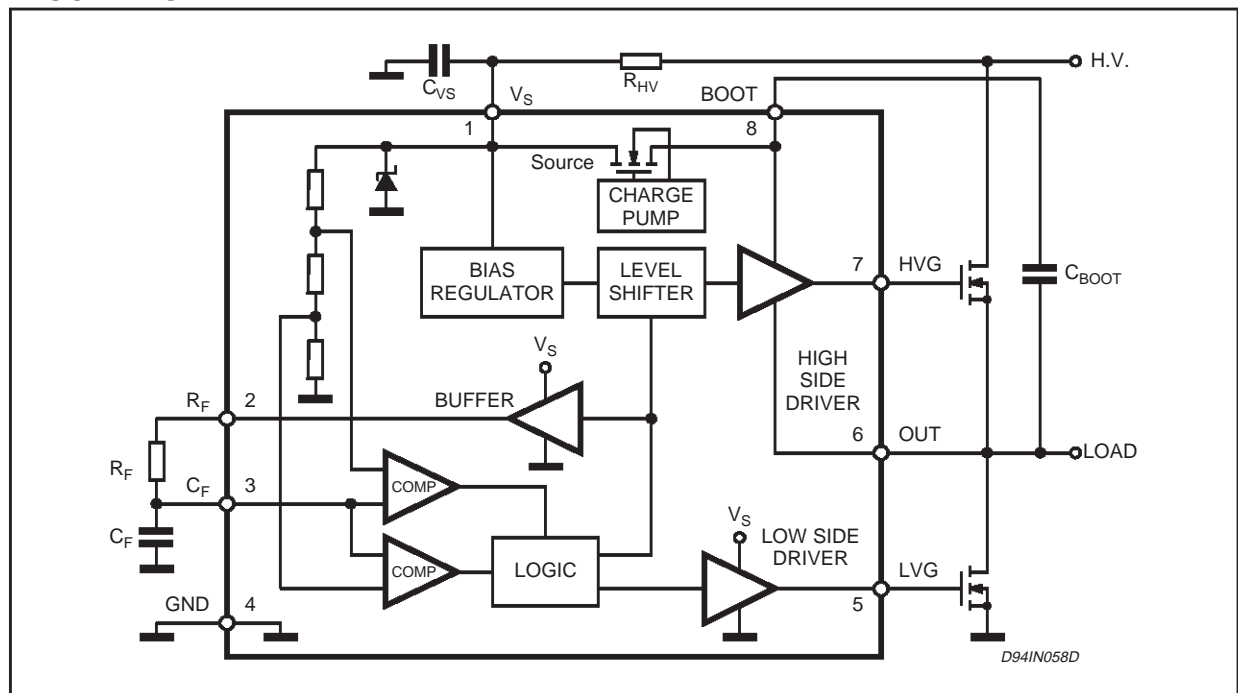 H.V.
C_VS
R_HV
V_S
BOOT
1
8
Source
CHARGE
PUMP
BIAS
REGULATOR
LEVEL
SHIFTER
7
HVG
C_BOOT
V_S
HIGH
SIDE
DRIVER
R_F
2
BUFFER
6
OUT
LOAD
R_F
C_F
3
COMP
V_S
LOW SIDE
DRIVER
C_F
COMP
LOGIC
LVG
5
GND
4
D94IN058D